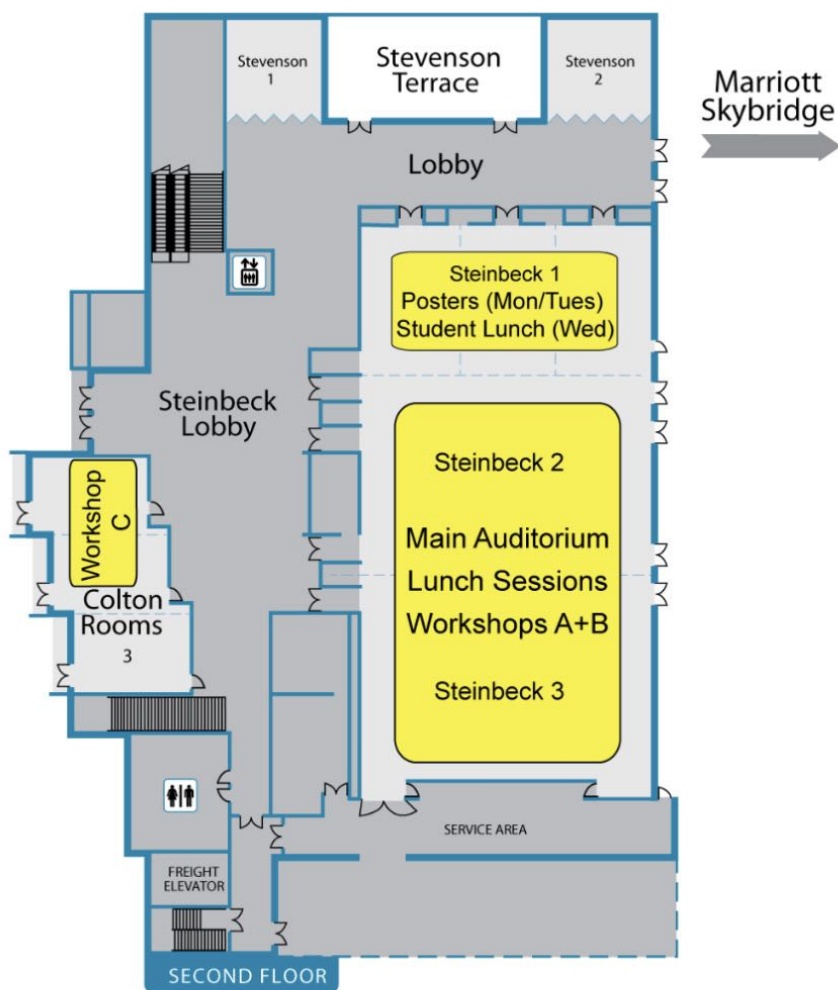 Stevenson
1
Stevenson
Terrace
Stevenson
2
Marriott
Skybridge
Lobby
Steinbeck 1
Posters (Mon/Tues)
Student Lunch (Wed)
Steinbeck
Lobby
Steinbeck 2
Workshop
C
Main Auditorium
Lunch Sessions
Workshops A+B
Colton
Rooms
3
Steinbeck 3
SERVICE AREA
FREIGHT
ELEVATOR
SECOND FLOOR